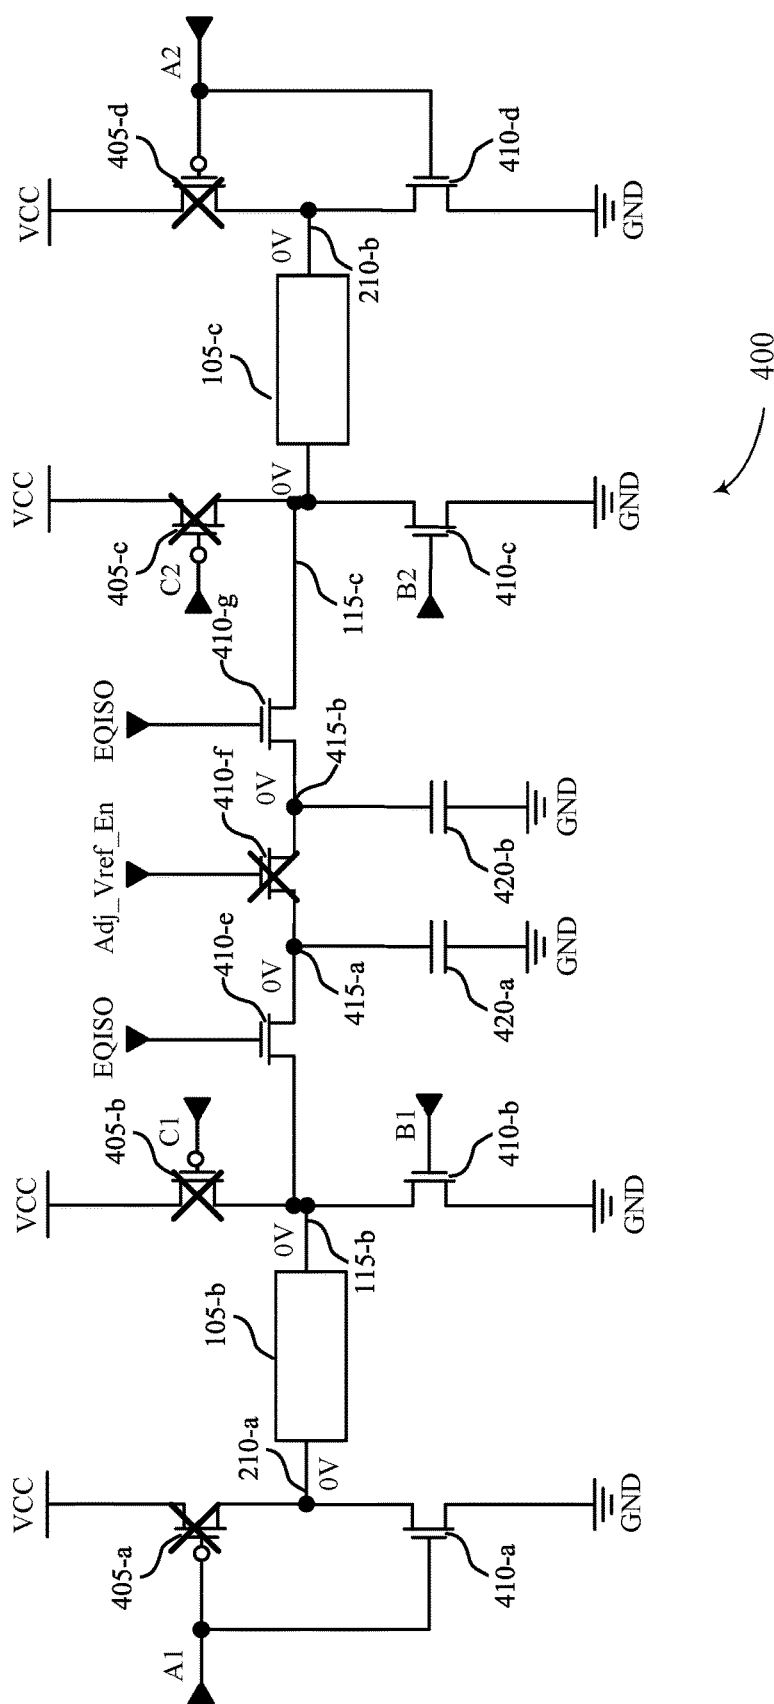 VCC
VCC
VCC
VCC
EQISO
Adj_Vref_En
EQISO
405-a
405-b
405-c
405-d
A1
C1
C2
A2
105-b
410-e
410-f
410-g
105-c
210-a
0V
0V
0V
0V
0V
0V
115-b
415-a
415-b
115-c
210-b
B1
B2
410-a
410-b
420-a
420-b
410-c
410-d
GND
GND
GND
GND
GND
GND
400